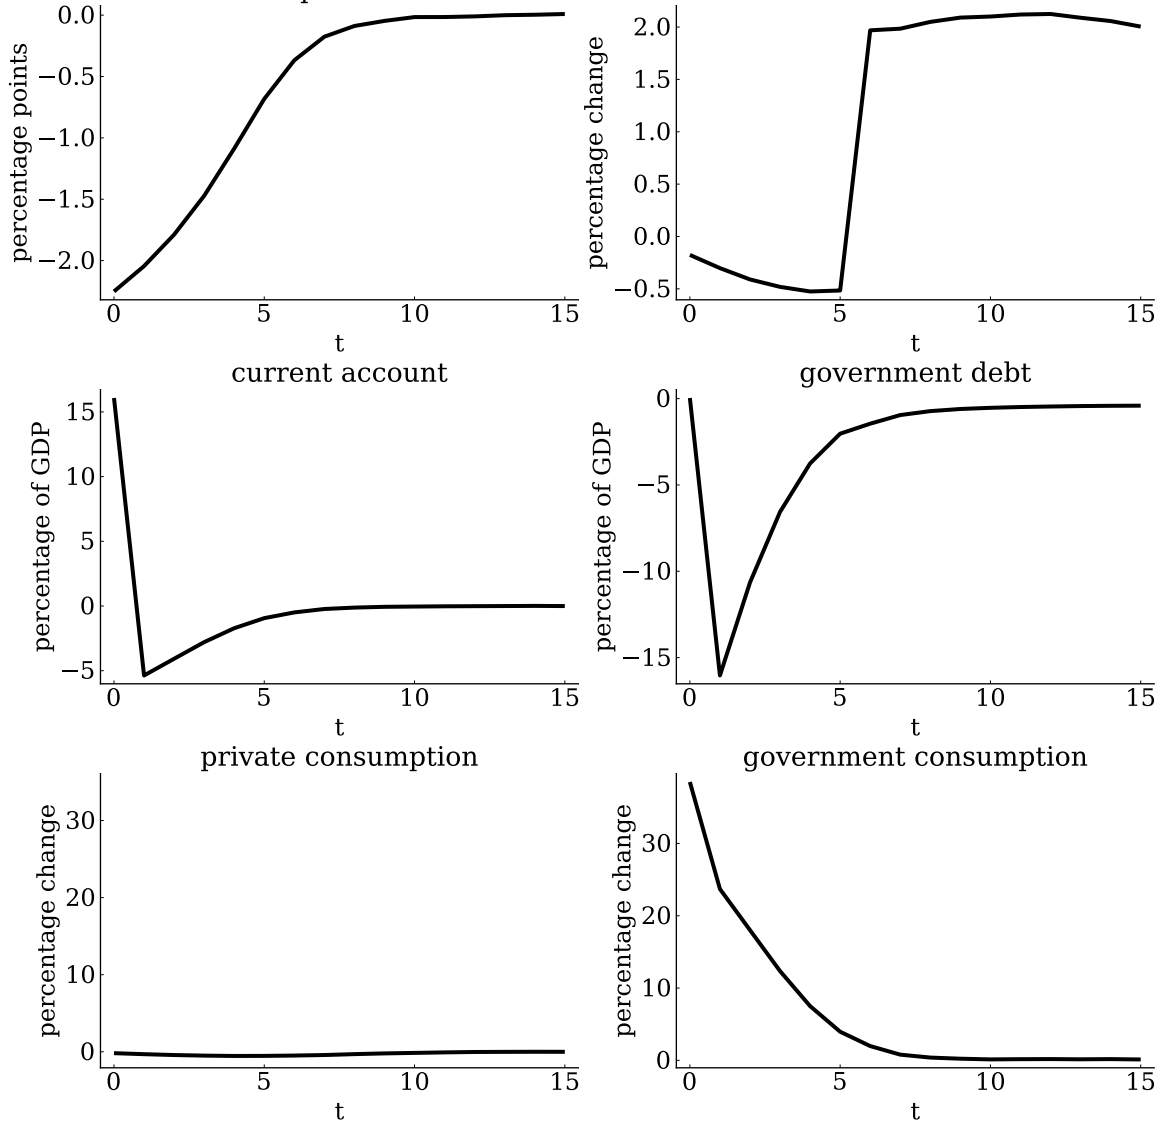 0.0
−0.5
−1.0
−1.5
−2.0
percentage points
0 5 10 15
t
2.0
1.5
1.0
0.5
0.0
−0.5
percentage change
0 5 10 15
t
current account
15
10
5
0
−5
percentage of GDP
0 5 10 15
t
government debt
0
−5
−10
−15
percentage of GDP
0 5 10 15
t
private consumption
30
20
10
0
percentage change
0 5 10 15
t
government consumption
30
20
10
0
percentage change
0 5 10 15
t